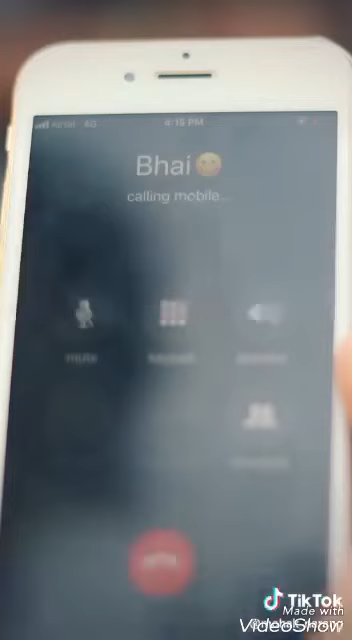 Airtel 4G 4:15 PM
Bhai😊
calling mobile...
mute keypad speaker
TikTok
Made with
VideoShow